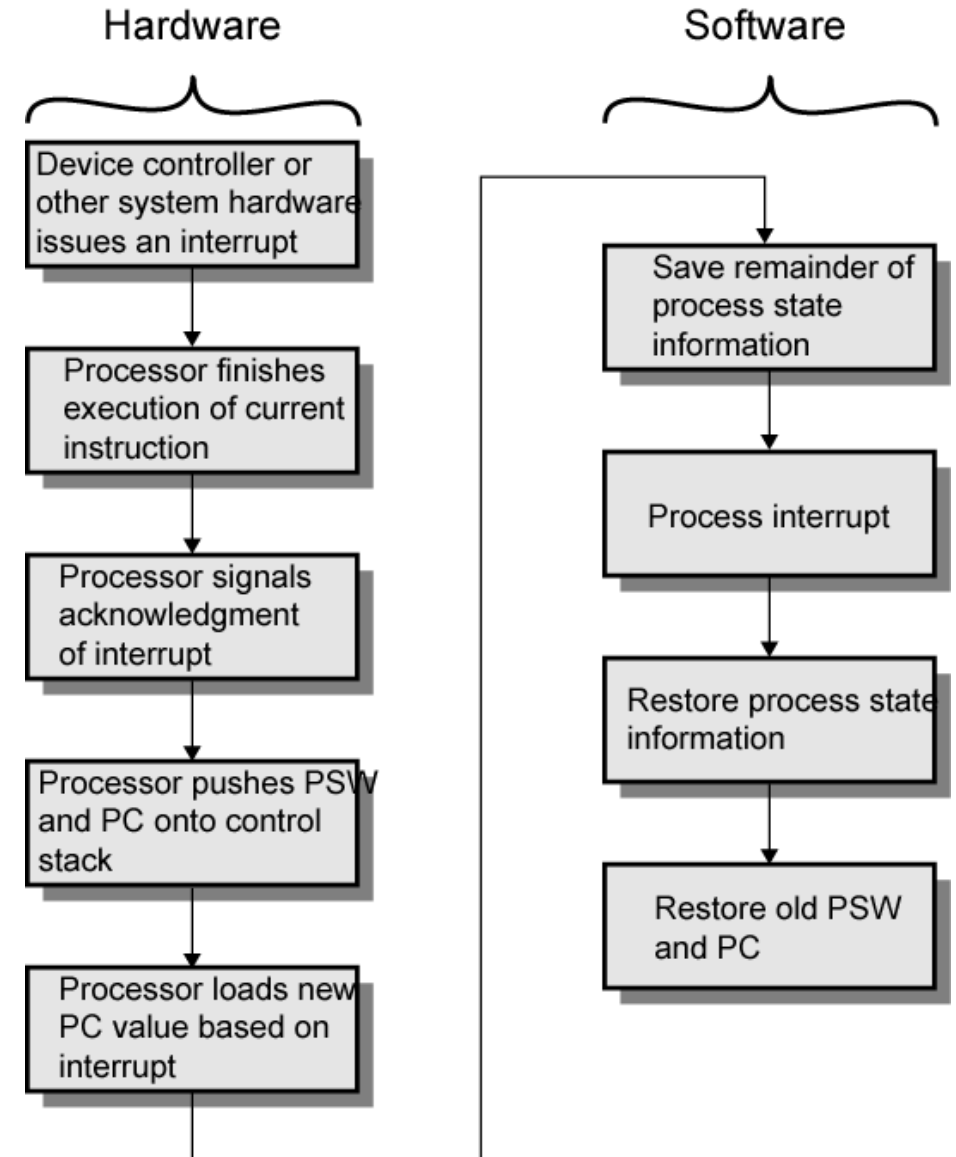 Hardware
Device controller or
other system hardware
issues an interrupt
Processor finishes
execution of current
instruction
Processor signals
acknowledgment
of interrupt
Processor pushes PSW
and PC onto control
stack
Processor loads new
PC value based on
interrupt
Software
Save remainder of
process state
information
Process interrupt
Restore process state
information
Restore old PSW
and PC